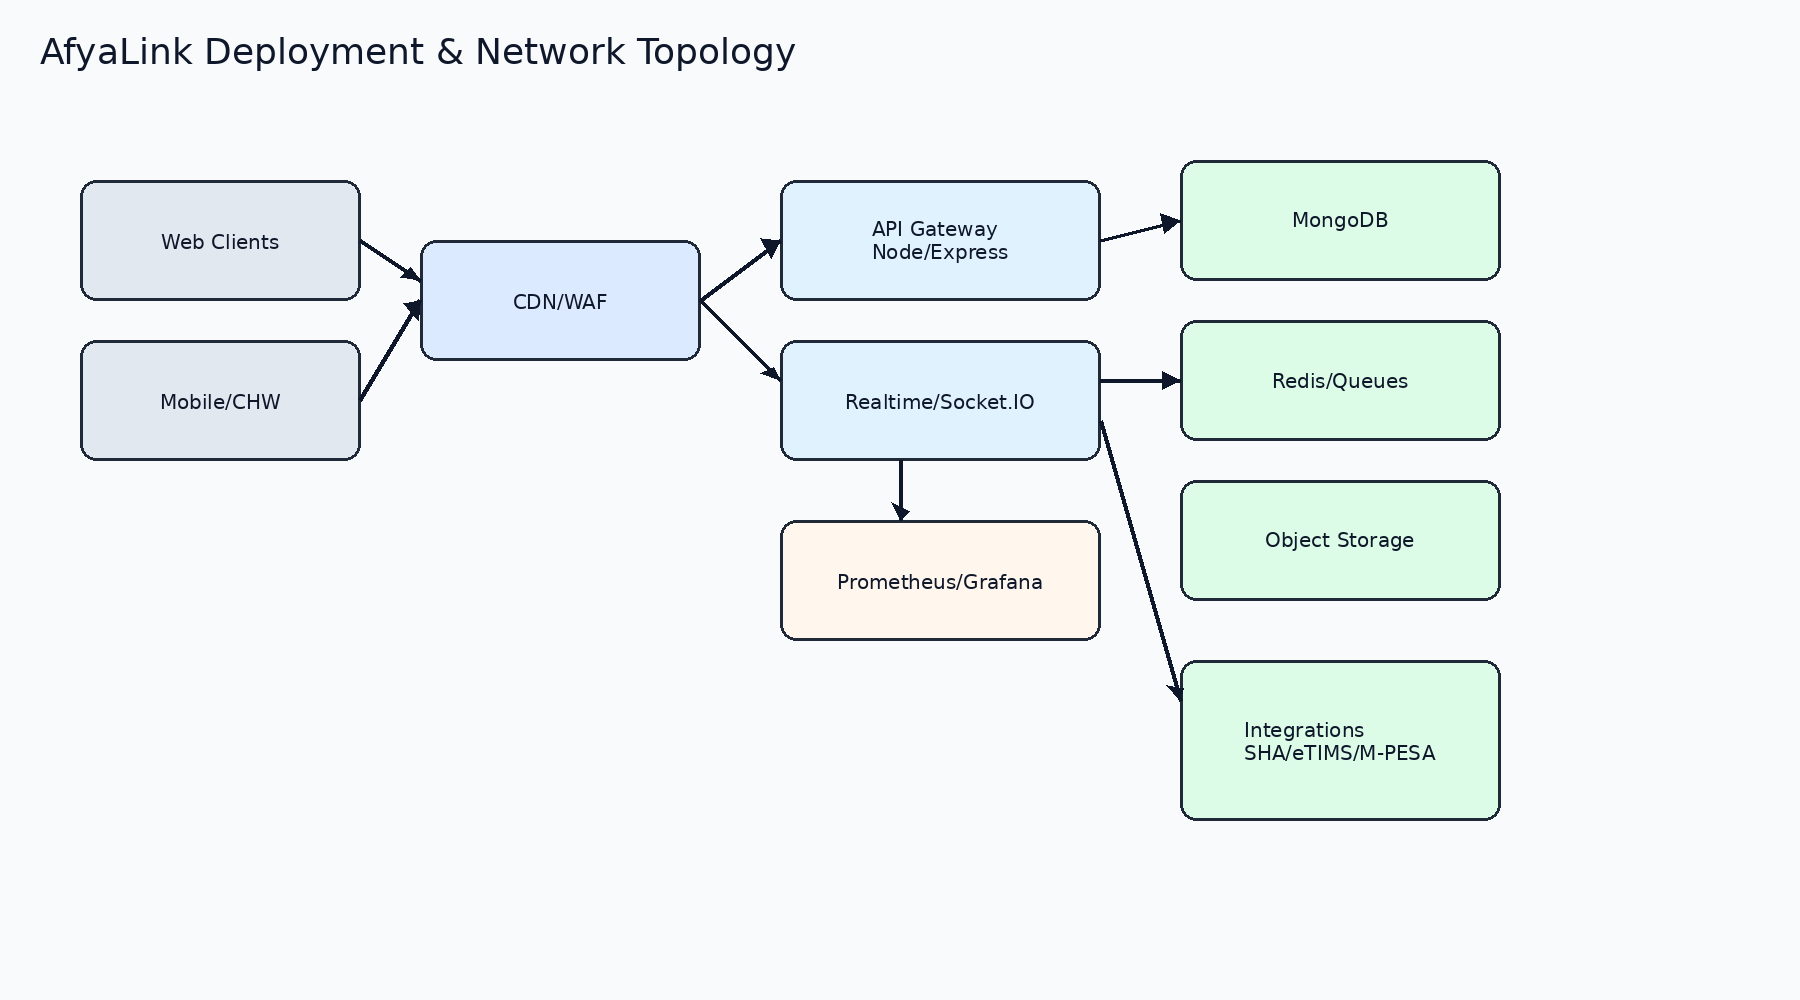 AfyaLink Deployment & Network Topology
Web Clients
Mobile/CHW
CDN/WAF
API Gateway
Node/Express
Realtime/Socket.IO
Prometheus/Grafana
MongoDB
Redis/Queues
Object Storage
Integrations
SHA/eTIMS/M-PESA